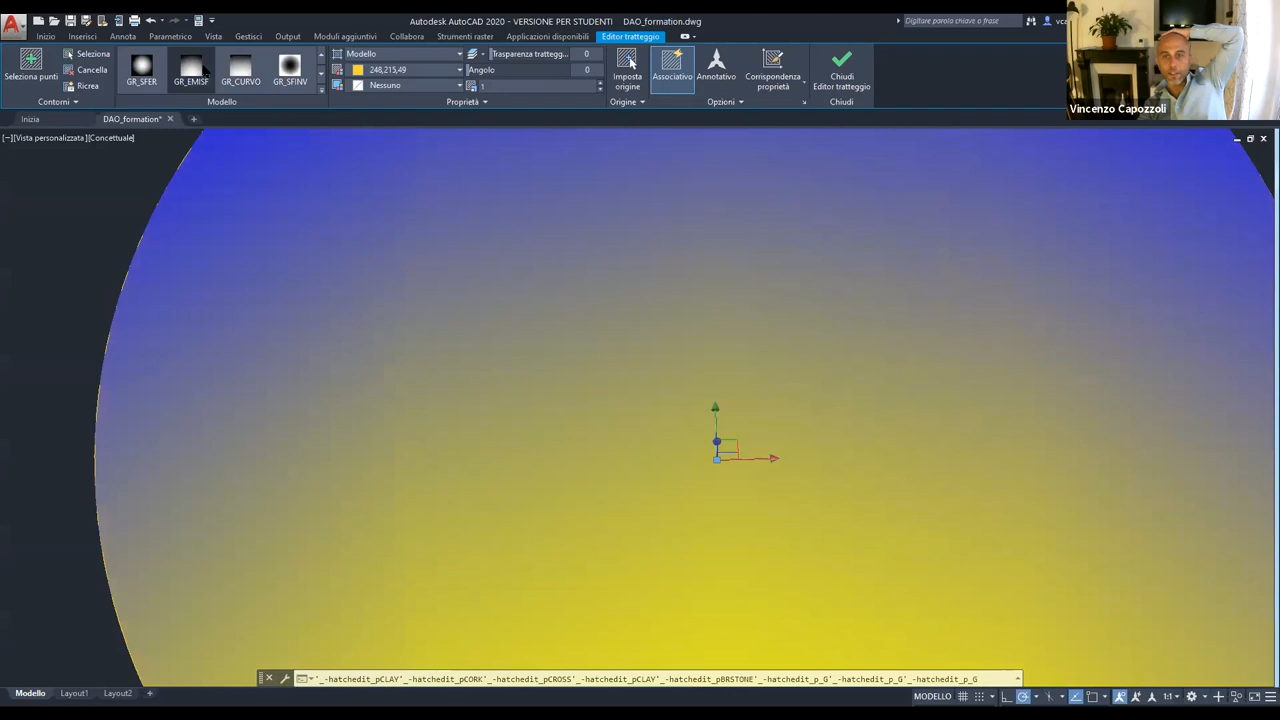 Autodesk AutoCAD 2020 - VERSIONE PER STUDENTI DAO_formation.dwg
Digitare parola chiave o frase
Inizio Inserisci Annota Parametrico Vista Gestisci Output Moduli aggiuntivi Collabora Strumenti raster Applicazioni disponibili Editor tratteggio
Seleziona punti
Seleziona
Cancella
Ricrea
Contorni
GR_SFER GR_EMISF GR_CURVO GR_SFINV
Modello
Modello
248,215,49
Nessuno
Trasparenza trattegg... 0
Angolo 0
1
Proprietà
Imposta
origine
Origine
Associativo Annotativo
Corrispondenza
proprietà
Opzioni
Chiudi
Editor tratteggio
Chiudi
Vincenzo Capozzoli
Inizia DAO_formation*
[−][Vista personalizzata][Concettuale]
'_-hatchedit_pCLAY'_-hatchedit_pCORK'_-hatchedit_pCROSS'_-hatchedit_pCLAY'_-hatchedit_pBRSTONE'_-hatchedit_p_G'_-hatchedit_p_G'_-hatchedit_p_G
Modello Layout1 Layout2
MODELLO 1:1